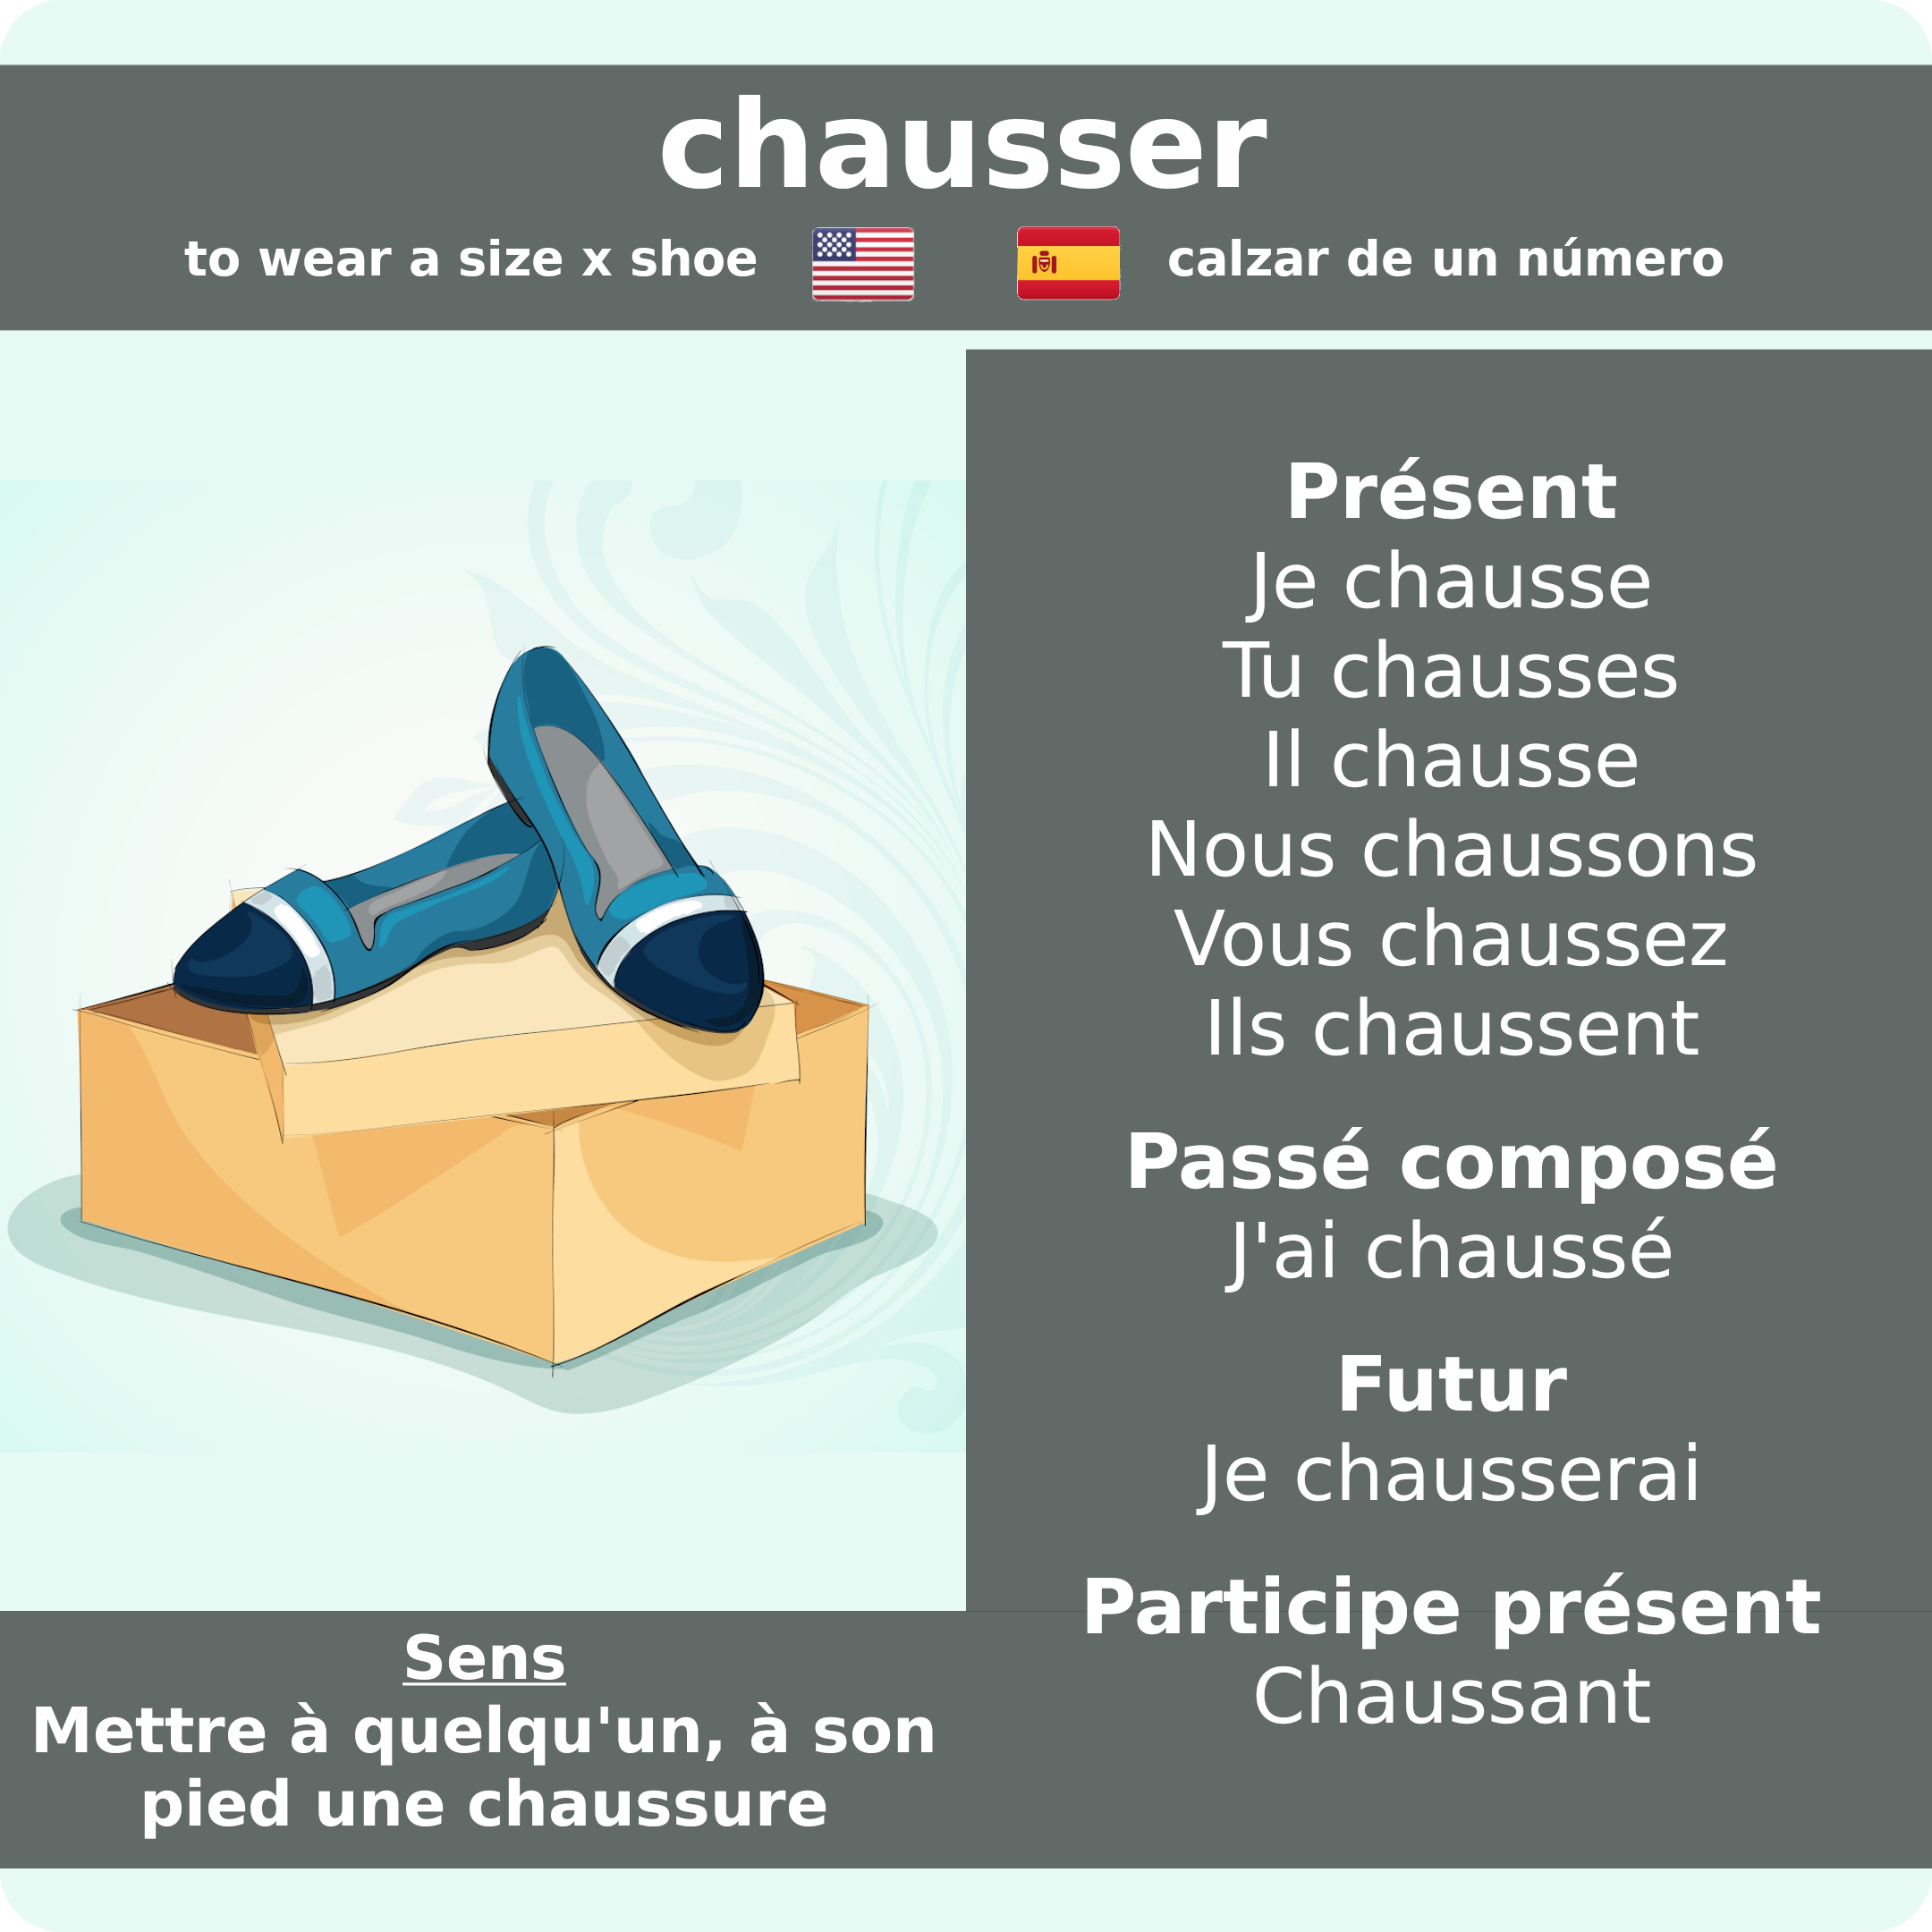 chausser
to wear a size x shoe
calzar de un número
Présent
Je chausse
Tu chausses
Il chausse
Nous chaussons
Vous chaussez
Ils chaussent
Passé composé
J'ai chaussé
Futur
Je chausserai
Participe présent
Chaussant
Sens
Mettre à quelqu'un, à son
pied une chaussure